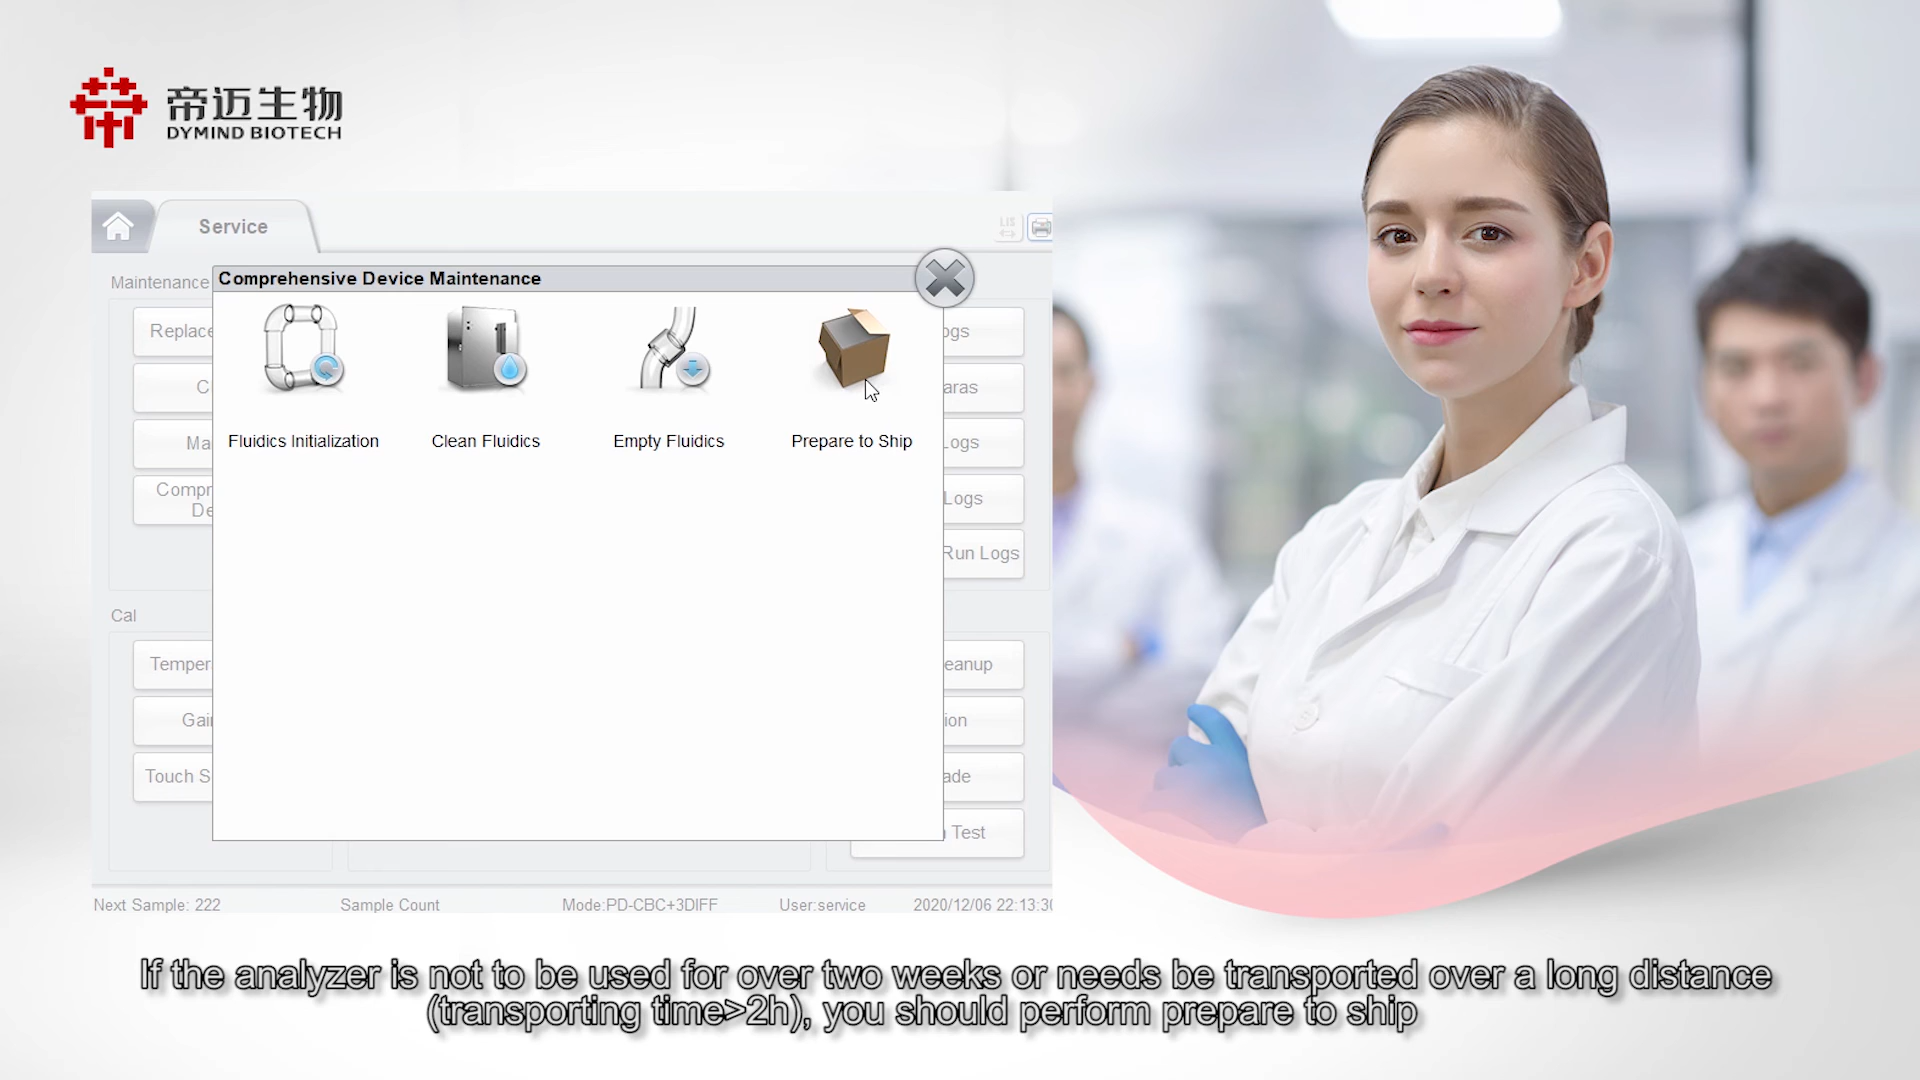 帝迈生物
DYMIND BIOTECH
Service
LIS
Comprehensive Device Maintenance
Maintenance
Replace
ogs
C
aras
Fluidics Initialization
Clean Fluidics
Empty Fluidics
Prepare to Ship
Ma
Logs
Compr
De
Logs
Run Logs
Cal
Temper
eanup
Gai
ion
Touch S
ade
Test
Next Sample: 222
Sample Count
Mode:PD-CBC+3DIFF
User:service
2020/12/06 22:13:30
If the analyzer is not to be used for over two weeks or needs be transported over a long distance
(transporting time>2h), you should perform prepare to ship